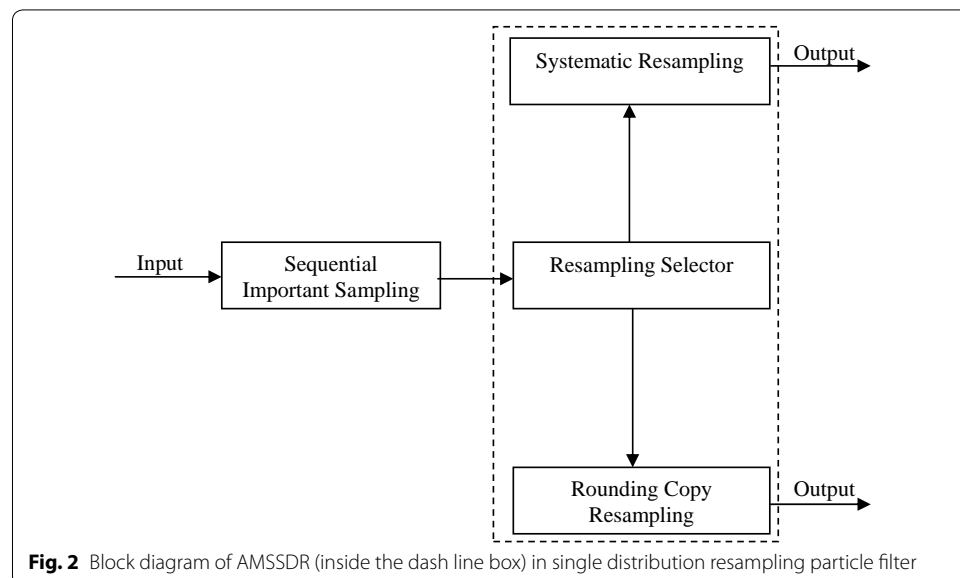 Systematic Resampling
Output
Input
Sequential
Important Sampling
Resampling Selector
Rounding Copy
Resampling
Output
Fig. 2 Block diagram of AMSSDR (inside the dash line box) in single distribution resampling particle filter